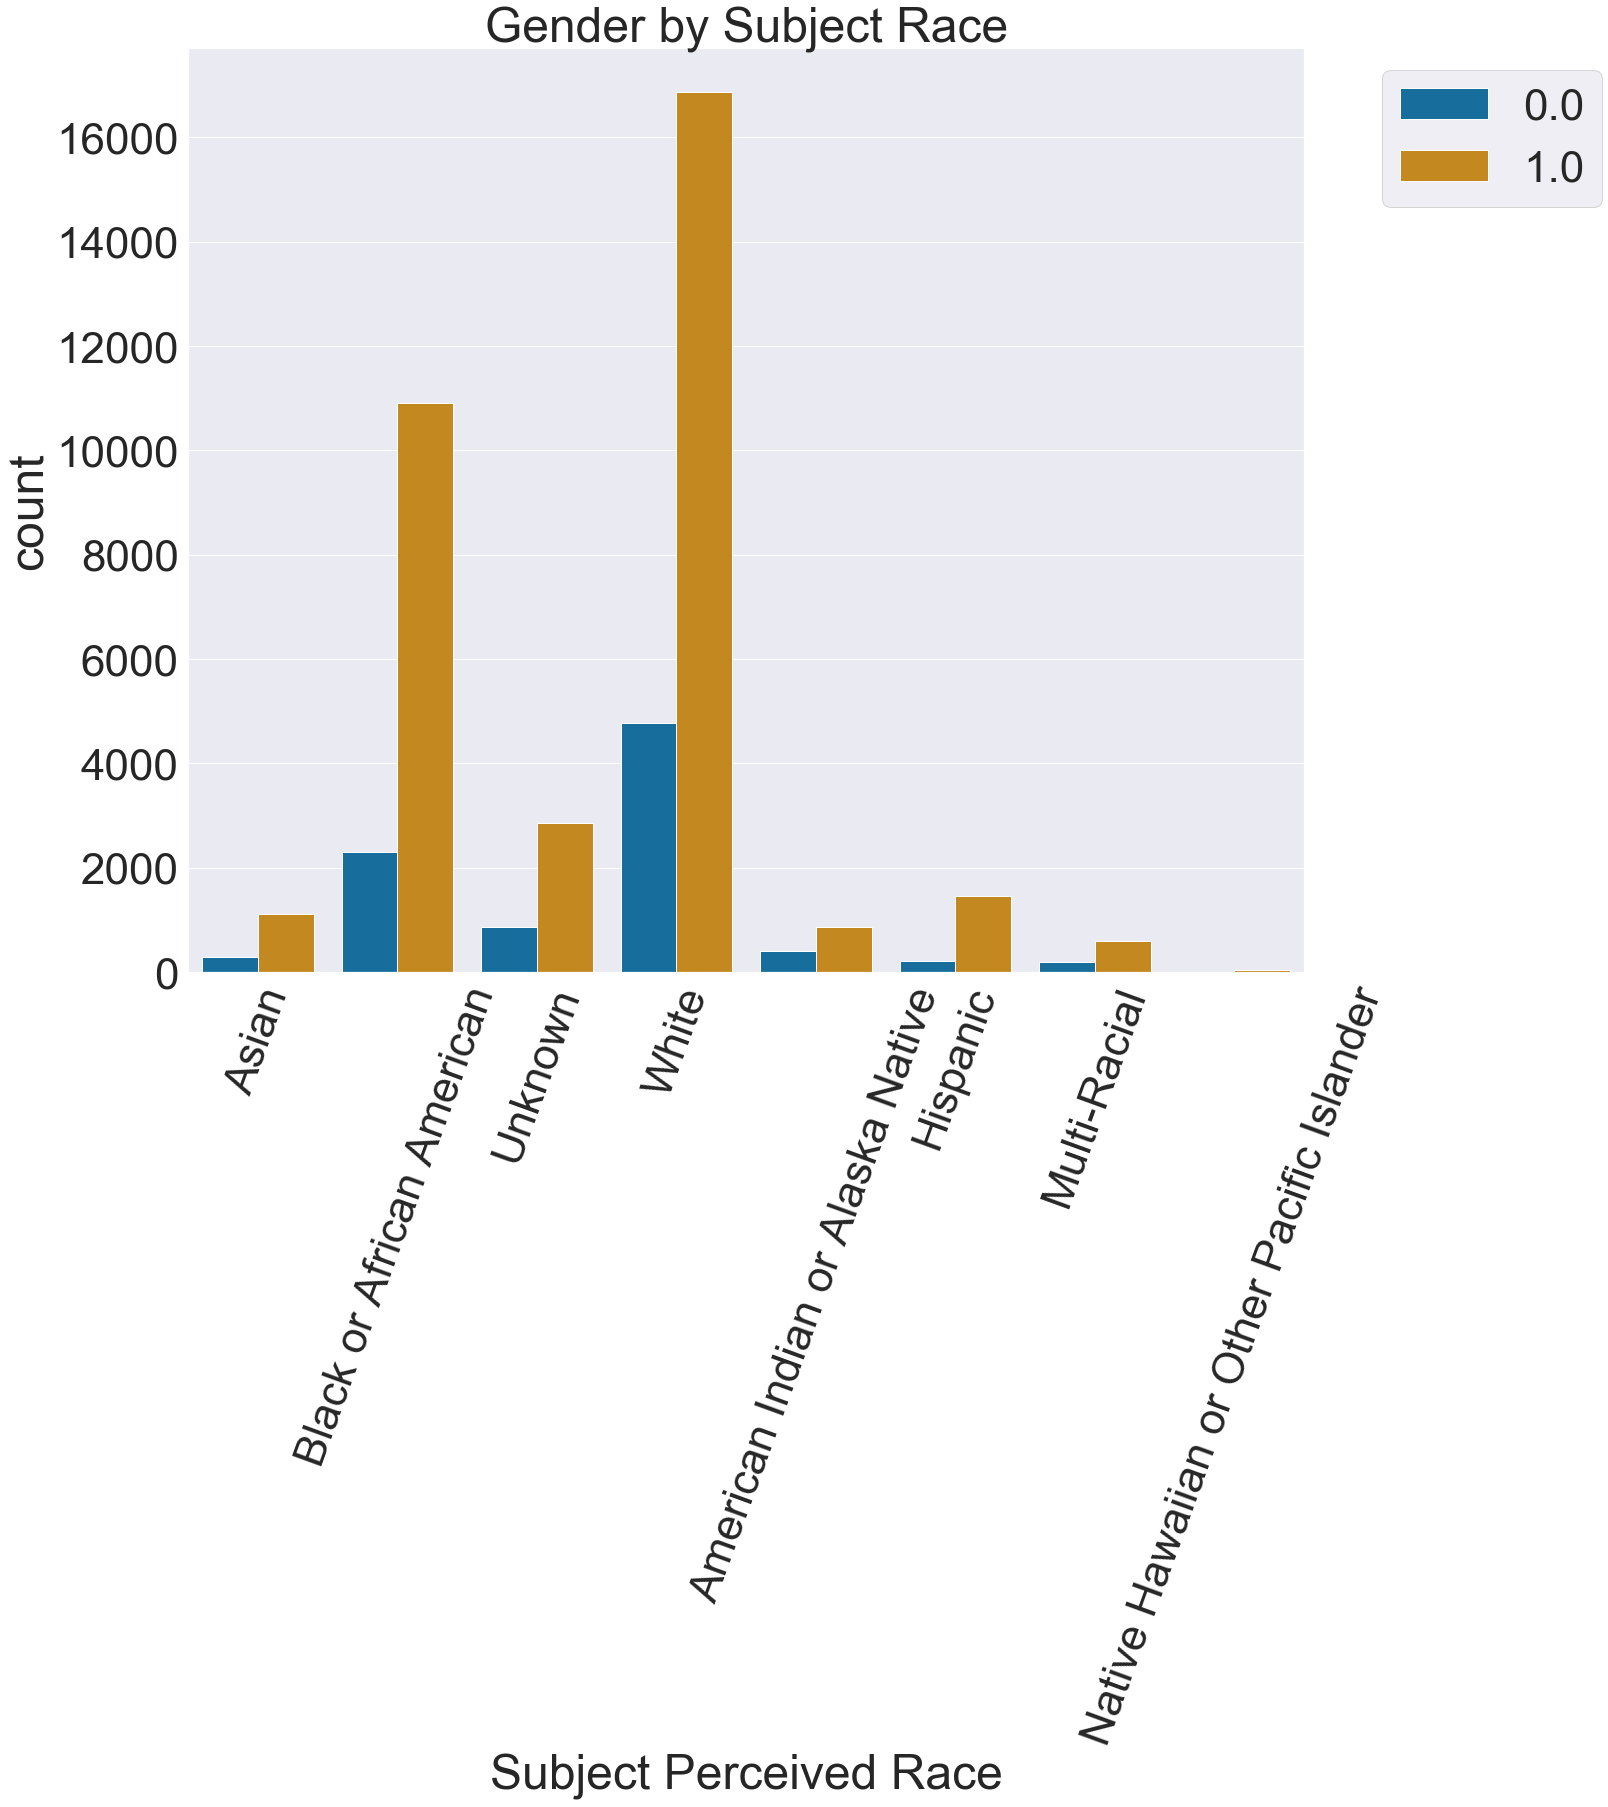 Gender by Subject Race
0.0
1.0
count
16000
14000
12000
10000
8000
6000
4000
2000
0
Asian
Black or African American
Unknown
White
American Indian or Alaska Native
Hispanic
Multi-Racial
Native Hawaiian or Other Pacific Islander
Subject Perceived Race